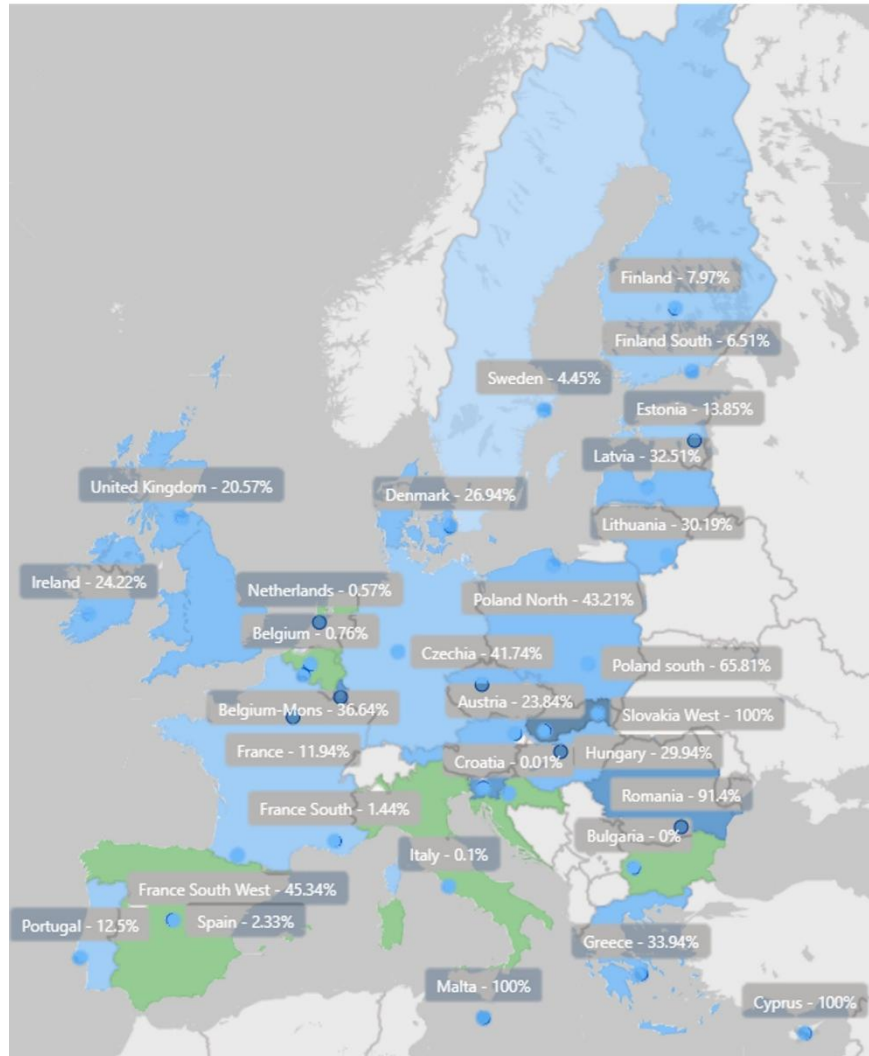 Finland - 7.97%
Finland South - 6.51%
Sweden - 4.45%
Estonia - 13.85%
Latvia - 32.51%
United Kingdom - 20.57%
Denmark - 26.94%
Lithuania - 30.19%
Ireland - 24.22%
Netherlands - 0.57%
Poland North - 43.21%
Belgium - 0.76%
Czechia - 41.74%
Poland south - 65.81%
Belgium-Mons - 36.64%
Austria - 23.84%
Slovakia West - 100%
France - 11.94%
Croatia - 0.01%
Hungary - 29.94%
Romania - 91.4%
France South - 1.44%
Bulgaria - 0%
Italy - 0.1%
France South West - 45.34%
Portugal - 12.5%
Spain - 2.33%
Greece - 33.94%
Malta - 100%
Cyprus - 100%